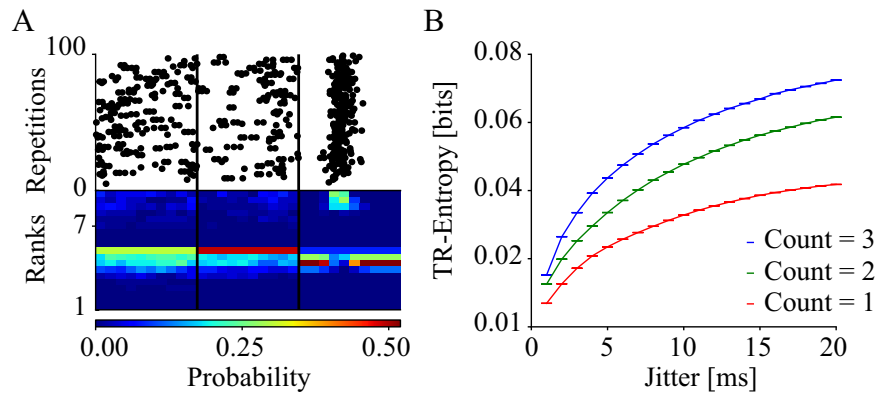 A
100
Repetitions
0
7
Ranks
1
0.00 0.25 0.50
Probability
B
0.08
0.06
0.04
0.02
0.01
TR-Entropy [bits]
Count = 3
Count = 2
Count = 1
0 5 10 15 20
Jitter [ms]